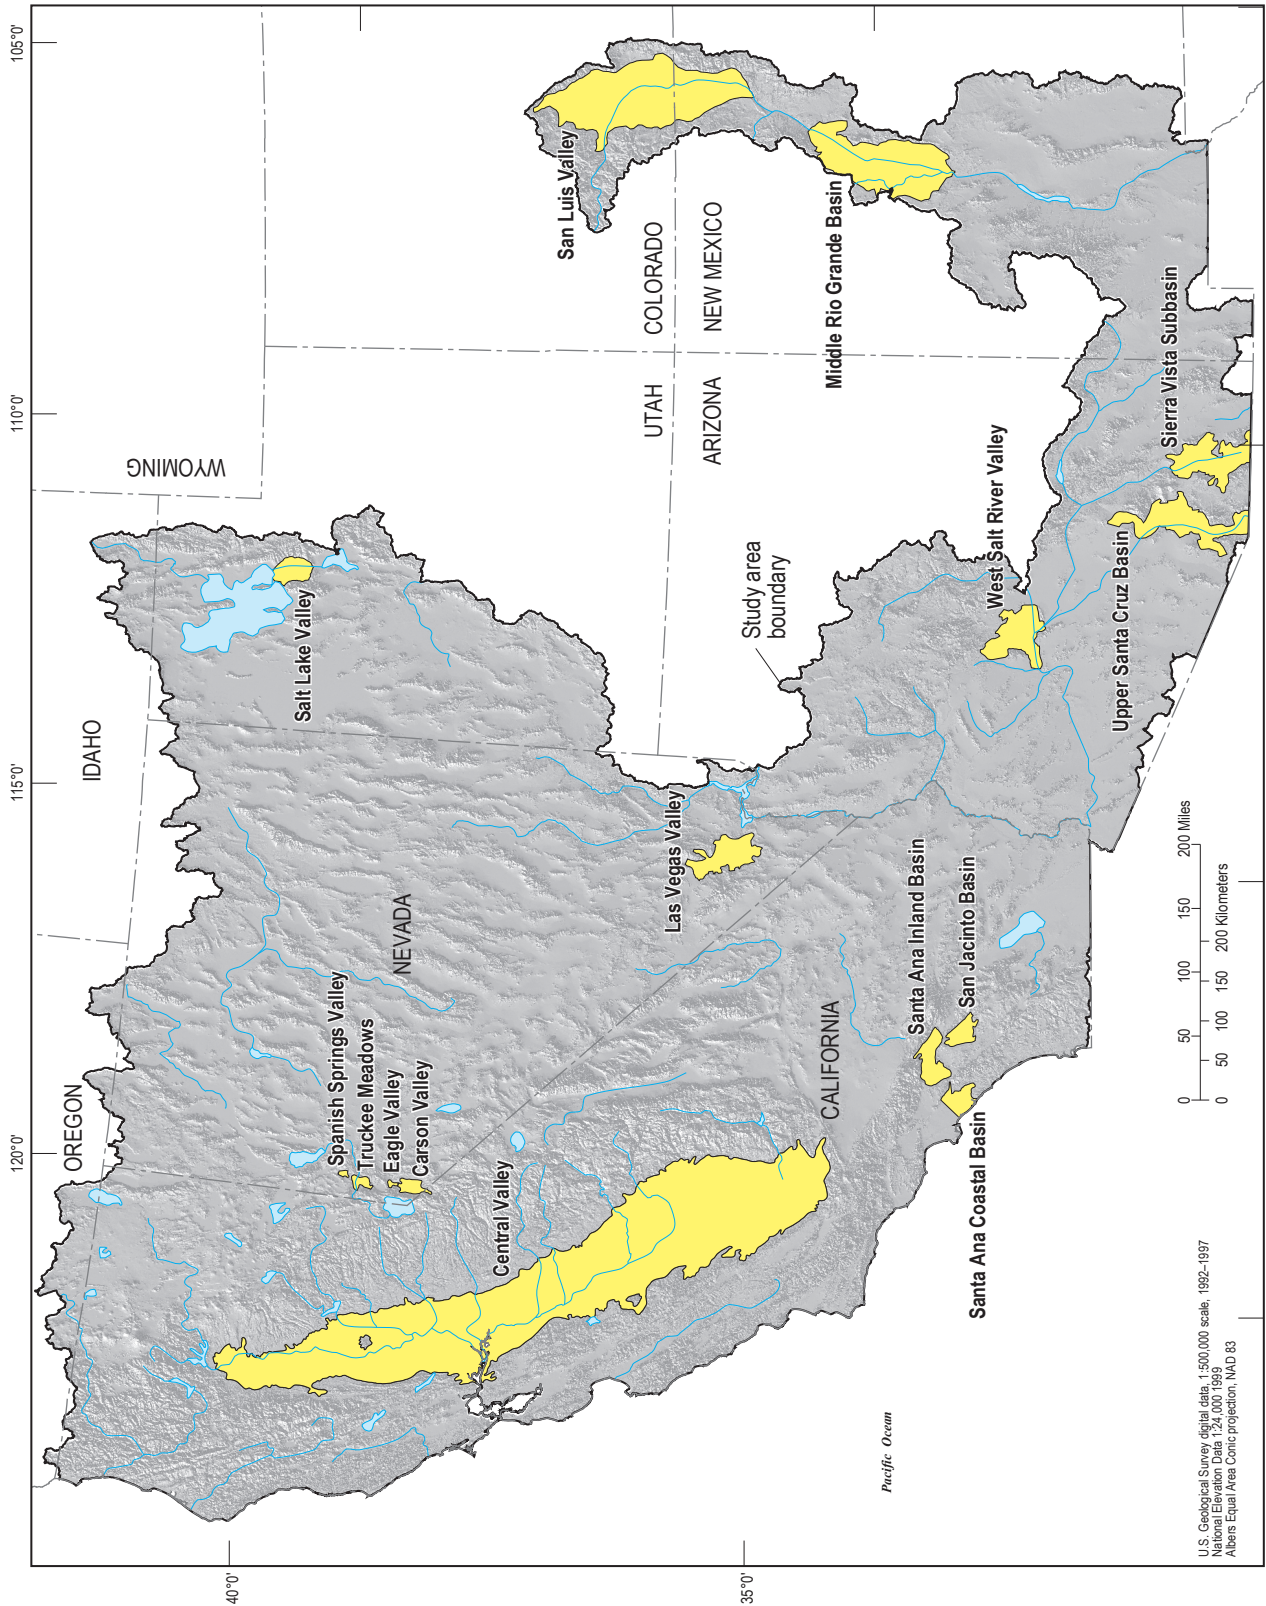 120°0'
115°0'
110°0'
105°0'
40°0'
35°0'
OREGON
IDAHO
WYOMING
NEVADA
UTAH
COLORADO
ARIZONA
NEW MEXICO
CALIFORNIA
Spanish Springs Valley
Truckee Meadows
Eagle Valley
Carson Valley
Central Valley
Salt Lake Valley
San Luis Valley
Las Vegas Valley
Study area
boundary
Middle Rio Grande Basin
Santa Ana Inland Basin
San Jacinto Basin
Santa Ana Coastal Basin
West Salt River Valley
Upper Santa Cruz Basin
Sierra Vista Subbasin
Pacific Ocean
0 50 100 150 200 Miles
0 50 100 150 200 Kilometers
U.S. Geological Survey digital data, 1:500,000 scale, 1992–1997
National Elevation Data 1:24,000 1999
Albers Equal Area Conic projection, NAD 83